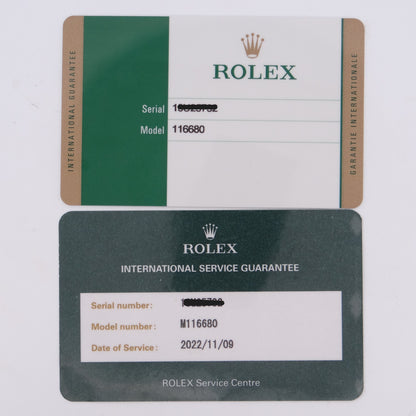 INTERNATIONAL GUARANTEE
ROLEX
Serial
Model 116680
GARANTIE INTERNATIONALE
ROLEX
INTERNATIONAL SERVICE GUARANTEE
Serial number:
Model number: M116680
Date of Service: 2022/11/09
ROLEX Service Centre